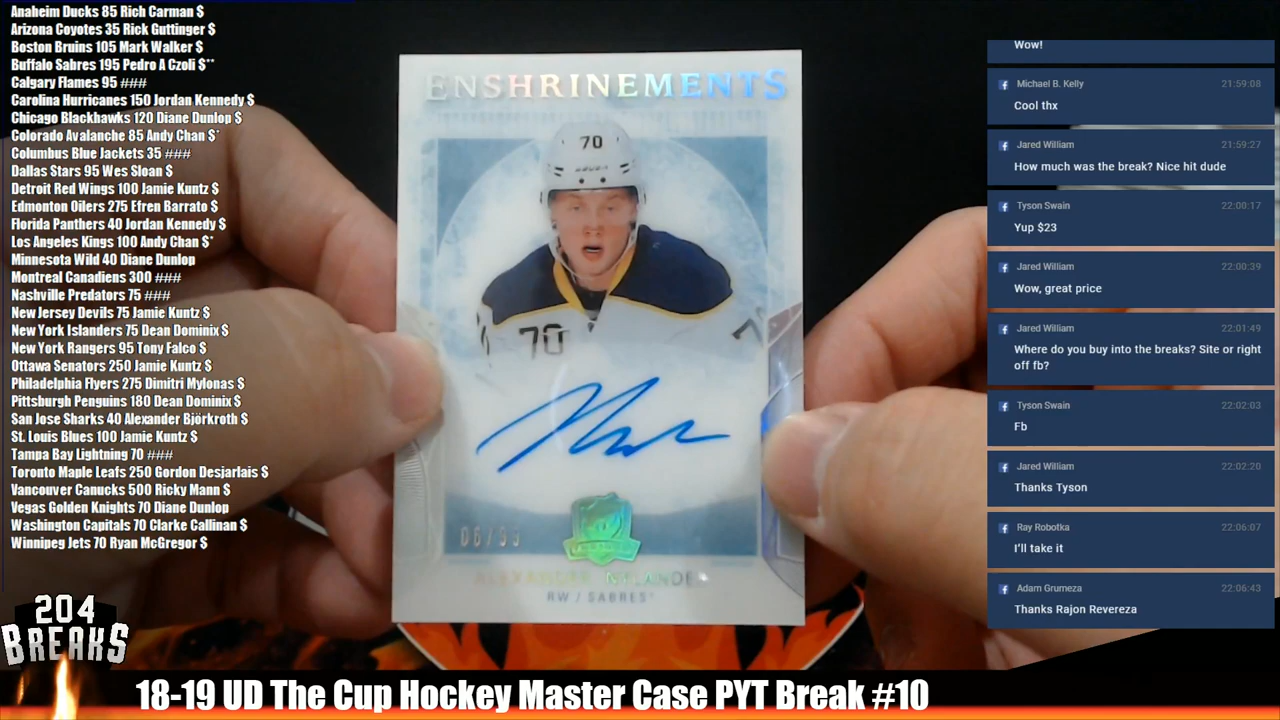 Anaheim Ducks 85 Rich Carman $
Arizona Coyotes 35 Rick Guttinger $
Boston Bruins 105 Mark Walker $
Buffalo Sabres 195 Pedro A Czoli $**
Calgary Flames 95 ###
Carolina Hurricanes 150 Jordan Kennedy $
Chicago Blackhawks 120 Diane Dunlop $
Colorado Avalanche 85 Andy Chan $*
Columbus Blue Jackets 35 ###
Dallas Stars 95 Wes Sloan $
Detroit Red Wings 100 Jamie Kuntz $
Edmonton Oilers 275 Efren Barrato $
Florida Panthers 40 Jordan Kennedy $
Los Angeles Kings 100 Andy Chan $*
Minnesota Wild 40 Diane Dunlop
Montreal Canadiens 300 ###
Nashville Predators 75 ###
New Jersey Devils 75 Jamie Kuntz $
New York Islanders 75 Dean Dominix $
New York Rangers 95 Tony Falco $
Ottawa Senators 250 Jamie Kuntz $
Philadelphia Flyers 275 Dimitri Mylonas $
Pittsburgh Penguins 180 Dean Dominix $
San Jose Sharks 40 Alexander Björkroth $
St. Louis Blues 100 Jamie Kuntz $
Tampa Bay Lightning 70 ###
Toronto Maple Leafs 250 Gordon Desjarlais $
Vancouver Canucks 500 Ricky Mann $
Vegas Golden Knights 70 Diane Dunlop
Washington Capitals 70 Clarke Callinan $
Winnipeg Jets 70 Ryan McGregor $
204
BREAKS
ENSHRINEMENTS
70
70
06/99
ALEXANDER NYLANDER
RW / SABRES
Wow!
Michael B. Kelly 21:59:08
Cool thx
Jared William 21:59:27
How much was the break? Nice hit dude
Tyson Swain 22:00:17
Yup $23
Jared William 22:00:39
Wow, great price
Jared William 22:01:49
Where do you buy into the breaks? Site or right
off fb?
Tyson Swain 22:02:03
Fb
Jared William 22:02:20
Thanks Tyson
Ray Robotka 22:06:07
I'll take it
Adam Grumeza 22:06:43
Thanks Rajon Revereza
18-19 UD The Cup Hockey Master Case PYT Break #10